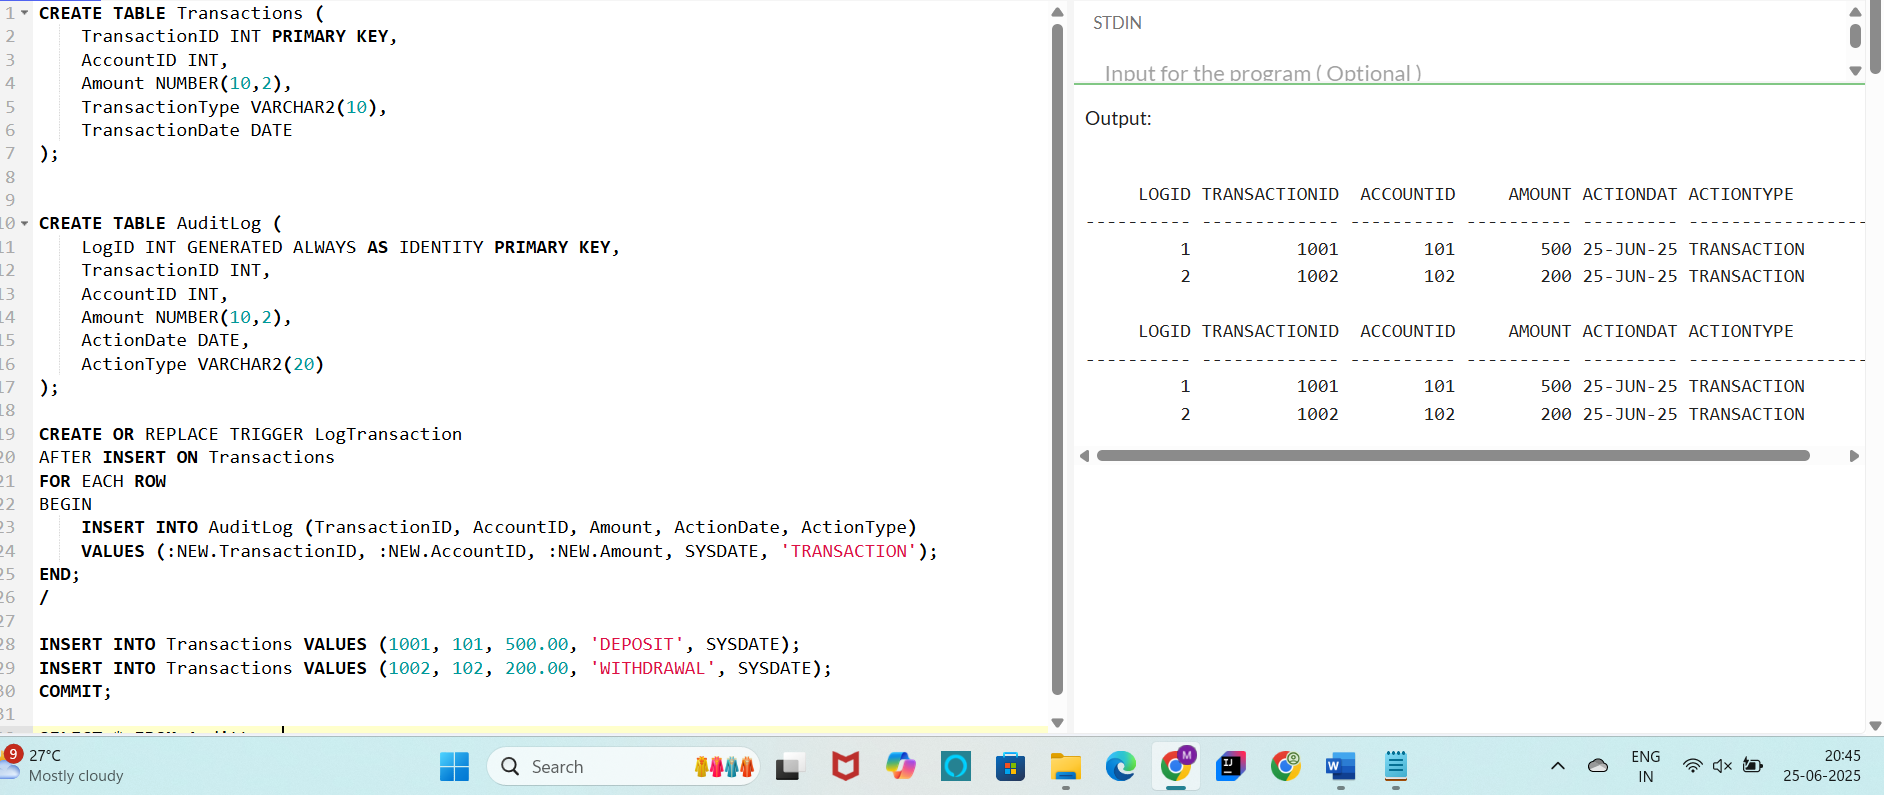 1 CREATE TABLE Transactions (
2 TransactionID INT PRIMARY KEY,
3 AccountID INT,
4 Amount NUMBER(10,2),
5 TransactionType VARCHAR2(10),
6 TransactionDate DATE
7 );
8
9
10 CREATE TABLE AuditLog (
11 LogID INT GENERATED ALWAYS AS IDENTITY PRIMARY KEY,
12 TransactionID INT,
13 AccountID INT,
14 Amount NUMBER(10,2),
15 ActionDate DATE,
16 ActionType VARCHAR2(20)
17 );
18
19 CREATE OR REPLACE TRIGGER LogTransaction
20 AFTER INSERT ON Transactions
21 FOR EACH ROW
22 BEGIN
23 INSERT INTO AuditLog (TransactionID, AccountID, Amount, ActionDate, ActionType)
24 VALUES (:NEW.TransactionID, :NEW.AccountID, :NEW.Amount, SYSDATE, 'TRANSACTION');
25 END;
26 /
27
28 INSERT INTO Transactions VALUES (1001, 101, 500.00, 'DEPOSIT', SYSDATE);
29 INSERT INTO Transactions VALUES (1002, 102, 200.00, 'WITHDRAWAL', SYSDATE);
30 COMMIT;
31
STDIN
Input for the program ( Optional )
Output:
LOGID TRANSACTIONID ACCOUNTID AMOUNT ACTIONDAT ACTIONTYPE
---------- ------------- ---------- ---------- --------- -----------------
1 1001 101 500 25-JUN-25 TRANSACTION
2 1002 102 200 25-JUN-25 TRANSACTION
LOGID TRANSACTIONID ACCOUNTID AMOUNT ACTIONDAT ACTIONTYPE
---------- ------------- ---------- ---------- --------- -----------------
1 1001 101 500 25-JUN-25 TRANSACTION
2 1002 102 200 25-JUN-25 TRANSACTION
9
27°C
Mostly cloudy
Search
M
IJ
W
ENG
IN
20:45
25-06-2025